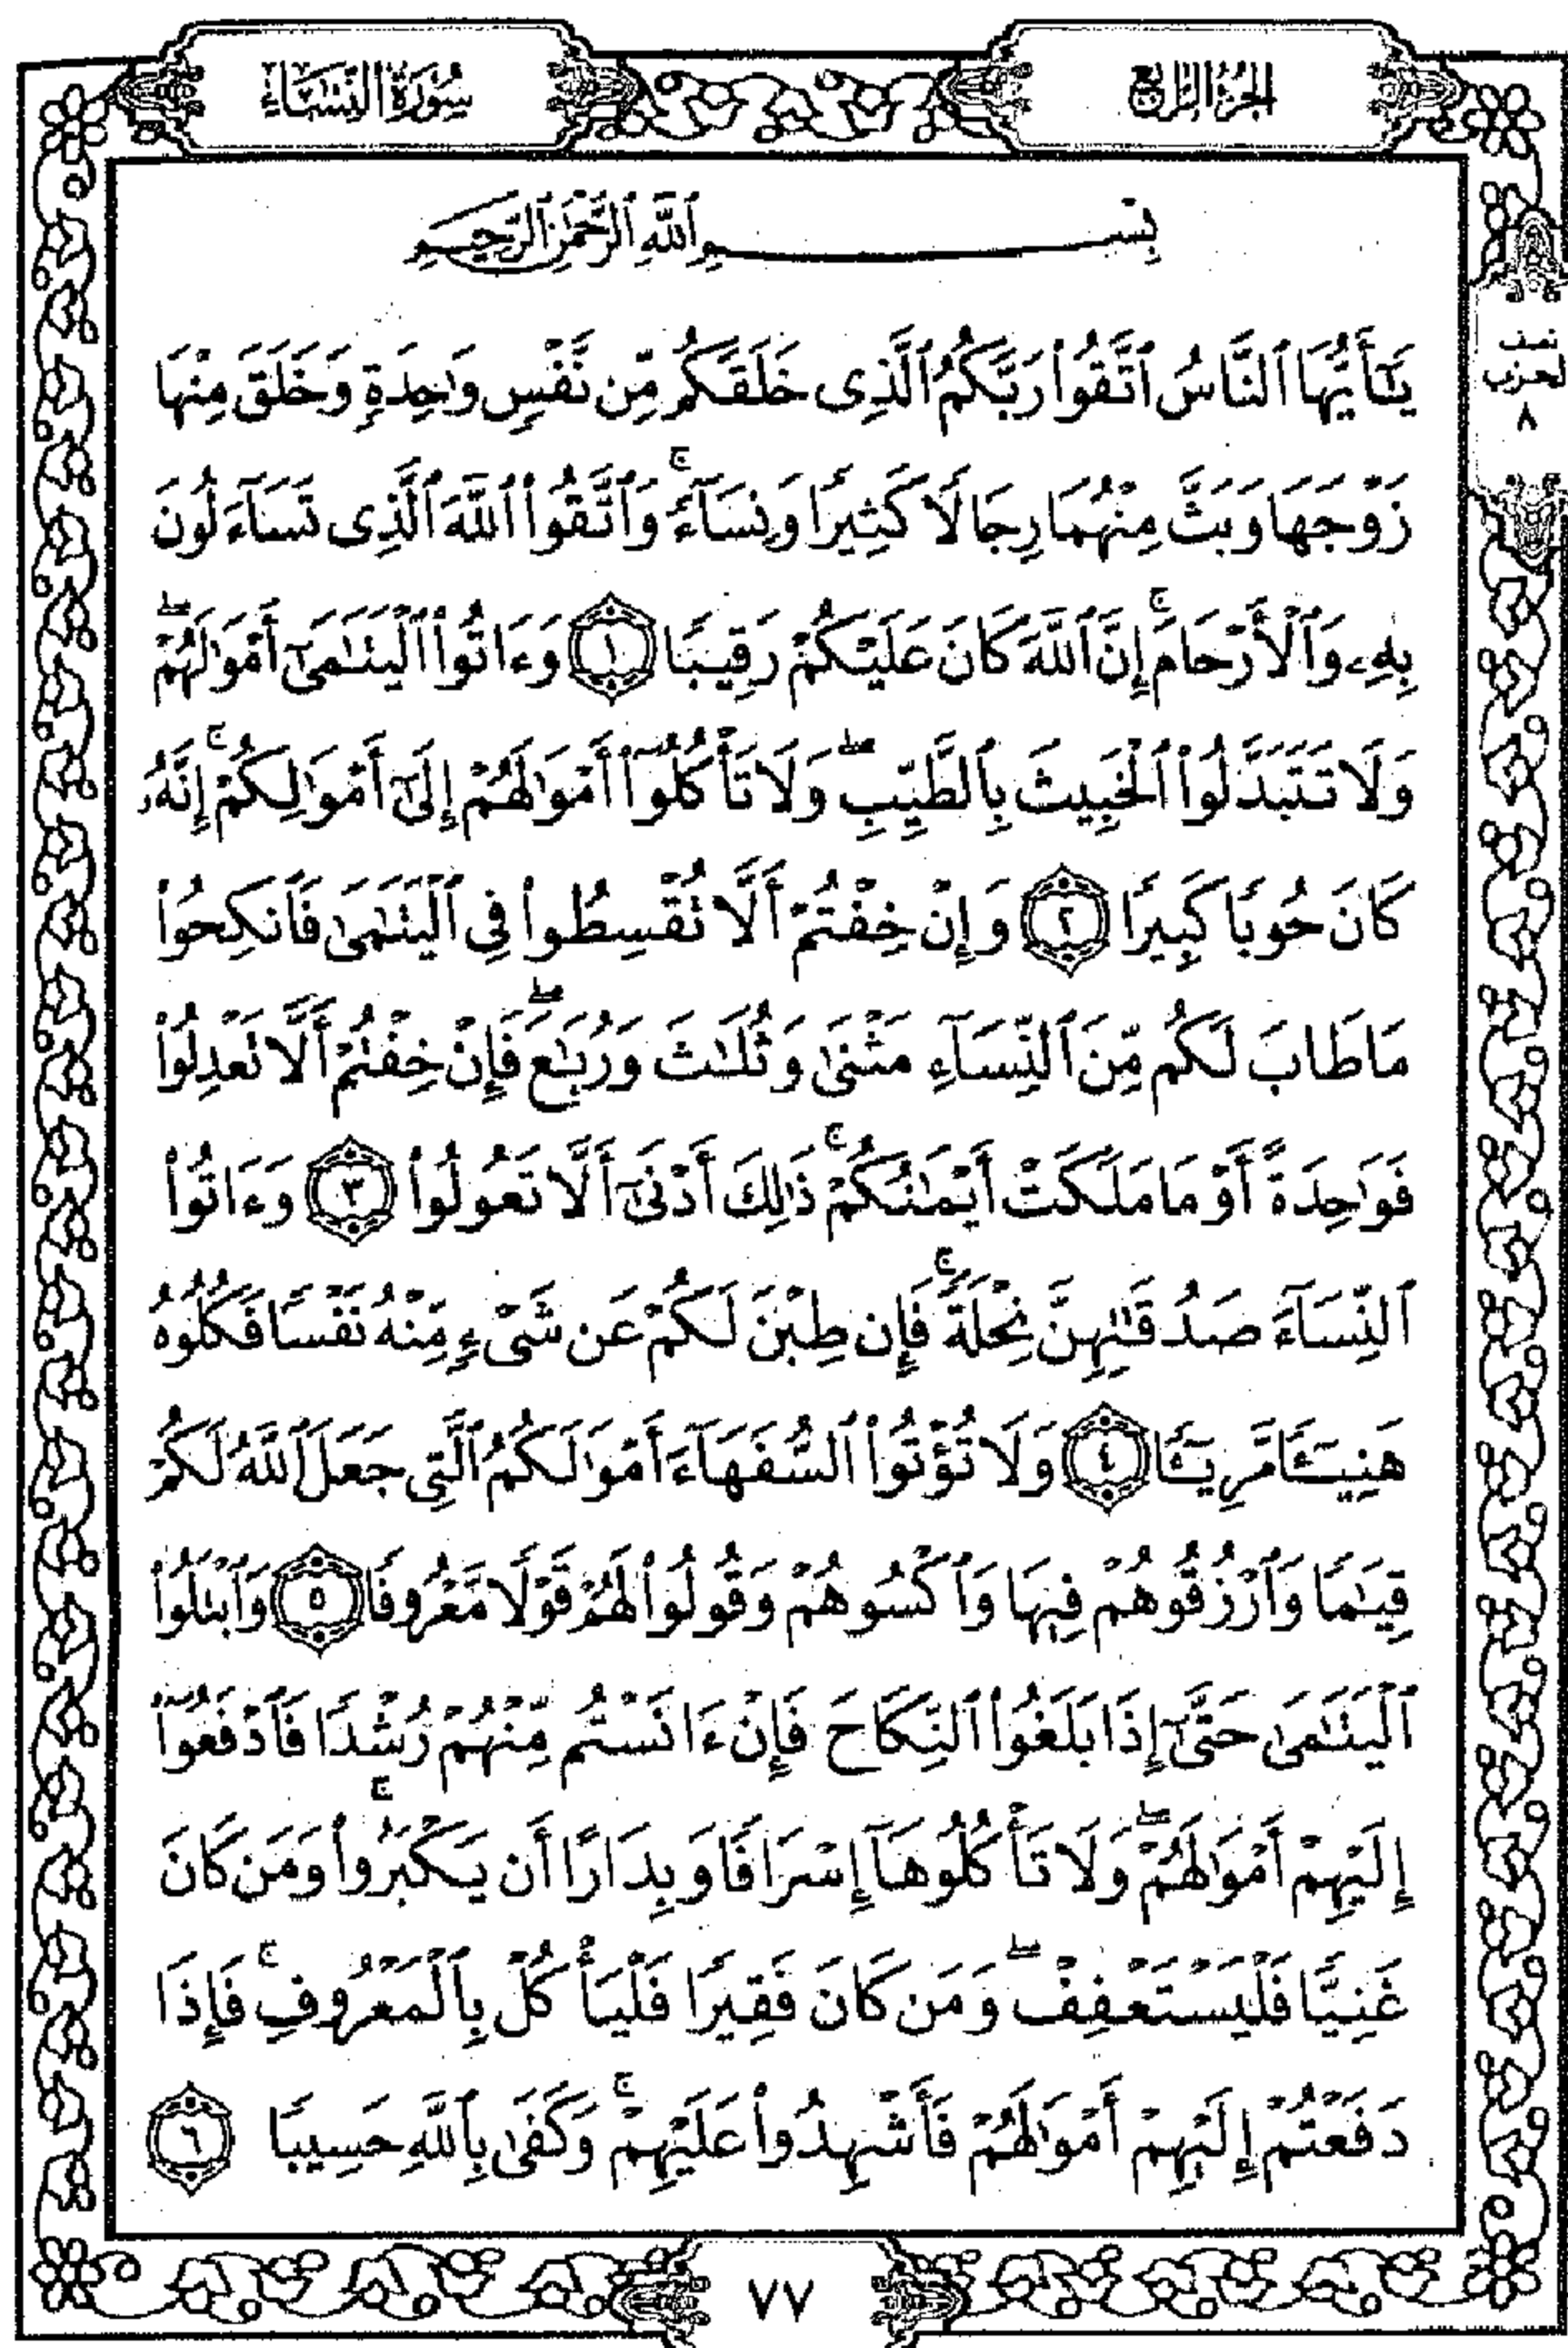 الجزء الرابع
سُورَةُ النِّسَاءِ
بِسْمِ ٱللَّهِ ٱلرَّحْمَٰنِ ٱلرَّحِيمِ
يَٰٓأَيُّهَا ٱلنَّاسُ ٱتَّقُوا۟ رَبَّكُمُ ٱلَّذِى خَلَقَكُم مِّن نَّفْسٍ وَٰحِدَةٍ وَخَلَقَ مِنْهَا
نصف
الحزب
٨
زَوْجَهَا وَبَثَّ مِنْهُمَا رِجَالًا كَثِيرًا وَنِسَآءً ۚ وَٱتَّقُوا۟ ٱللَّهَ ٱلَّذِى تَسَآءَلُونَ
بِهِۦ وَٱلْأَرْحَامَ ۚ إِنَّ ٱللَّهَ كَانَ عَلَيْكُمْ رَقِيبًا ١ وَءَاتُوا۟ ٱلْيَتَٰمَىٰٓ أَمْوَٰلَهُمْ ۖ
وَلَا تَتَبَدَّلُوا۟ ٱلْخَبِيثَ بِٱلطَّيِّبِ ۖ وَلَا تَأْكُلُوٓا۟ أَمْوَٰلَهُمْ إِلَىٰٓ أَمْوَٰلِكُمْ ۚ إِنَّهُۥ
كَانَ حُوبًا كَبِيرًا ٢ وَإِنْ خِفْتُمْ أَلَّا تُقْسِطُوا۟ فِى ٱلْيَتَٰمَىٰ فَٱنكِحُوا۟
مَا طَابَ لَكُم مِّنَ ٱلنِّسَآءِ مَثْنَىٰ وَثُلَٰثَ وَرُبَٰعَ ۖ فَإِنْ خِفْتُمْ أَلَّا تَعْدِلُوا۟
فَوَٰحِدَةً أَوْ مَا مَلَكَتْ أَيْمَٰنُكُمْ ۚ ذَٰلِكَ أَدْنَىٰٓ أَلَّا تَعُولُوا۟ ٣ وَءَاتُوا۟
ٱلنِّسَآءَ صَدُقَٰتِهِنَّ نِحْلَةً ۚ فَإِن طِبْنَ لَكُمْ عَن شَىْءٍ مِّنْهُ نَفْسًا فَكُلُوهُ
هَنِيٓـًٔا مَّرِيٓـًٔا ٤ وَلَا تُؤْتُوا۟ ٱلسُّفَهَآءَ أَمْوَٰلَكُمُ ٱلَّتِى جَعَلَ ٱللَّهُ لَكُمْ
قِيَٰمًا وَٱرْزُقُوهُمْ فِيهَا وَٱكْسُوهُمْ وَقُولُوا۟ لَهُمْ قَوْلًا مَّعْرُوفًا ٥ وَٱبْتَلُوا۟
ٱلْيَتَٰمَىٰ حَتَّىٰٓ إِذَا بَلَغُوا۟ ٱلنِّكَاحَ فَإِنْ ءَانَسْتُم مِّنْهُمْ رُشْدًا فَٱدْفَعُوٓا۟
إِلَيْهِمْ أَمْوَٰلَهُمْ ۖ وَلَا تَأْكُلُوهَآ إِسْرَافًا وَبِدَارًا أَن يَكْبَرُوا۟ ۚ وَمَن كَانَ
غَنِيًّا فَلْيَسْتَعْفِفْ ۖ وَمَن كَانَ فَقِيرًا فَلْيَأْكُلْ بِٱلْمَعْرُوفِ ۚ فَإِذَا
دَفَعْتُمْ إِلَيْهِمْ أَمْوَٰلَهُمْ فَأَشْهِدُوا۟ عَلَيْهِمْ ۚ وَكَفَىٰ بِٱللَّهِ حَسِيبًا ٦
٧٧